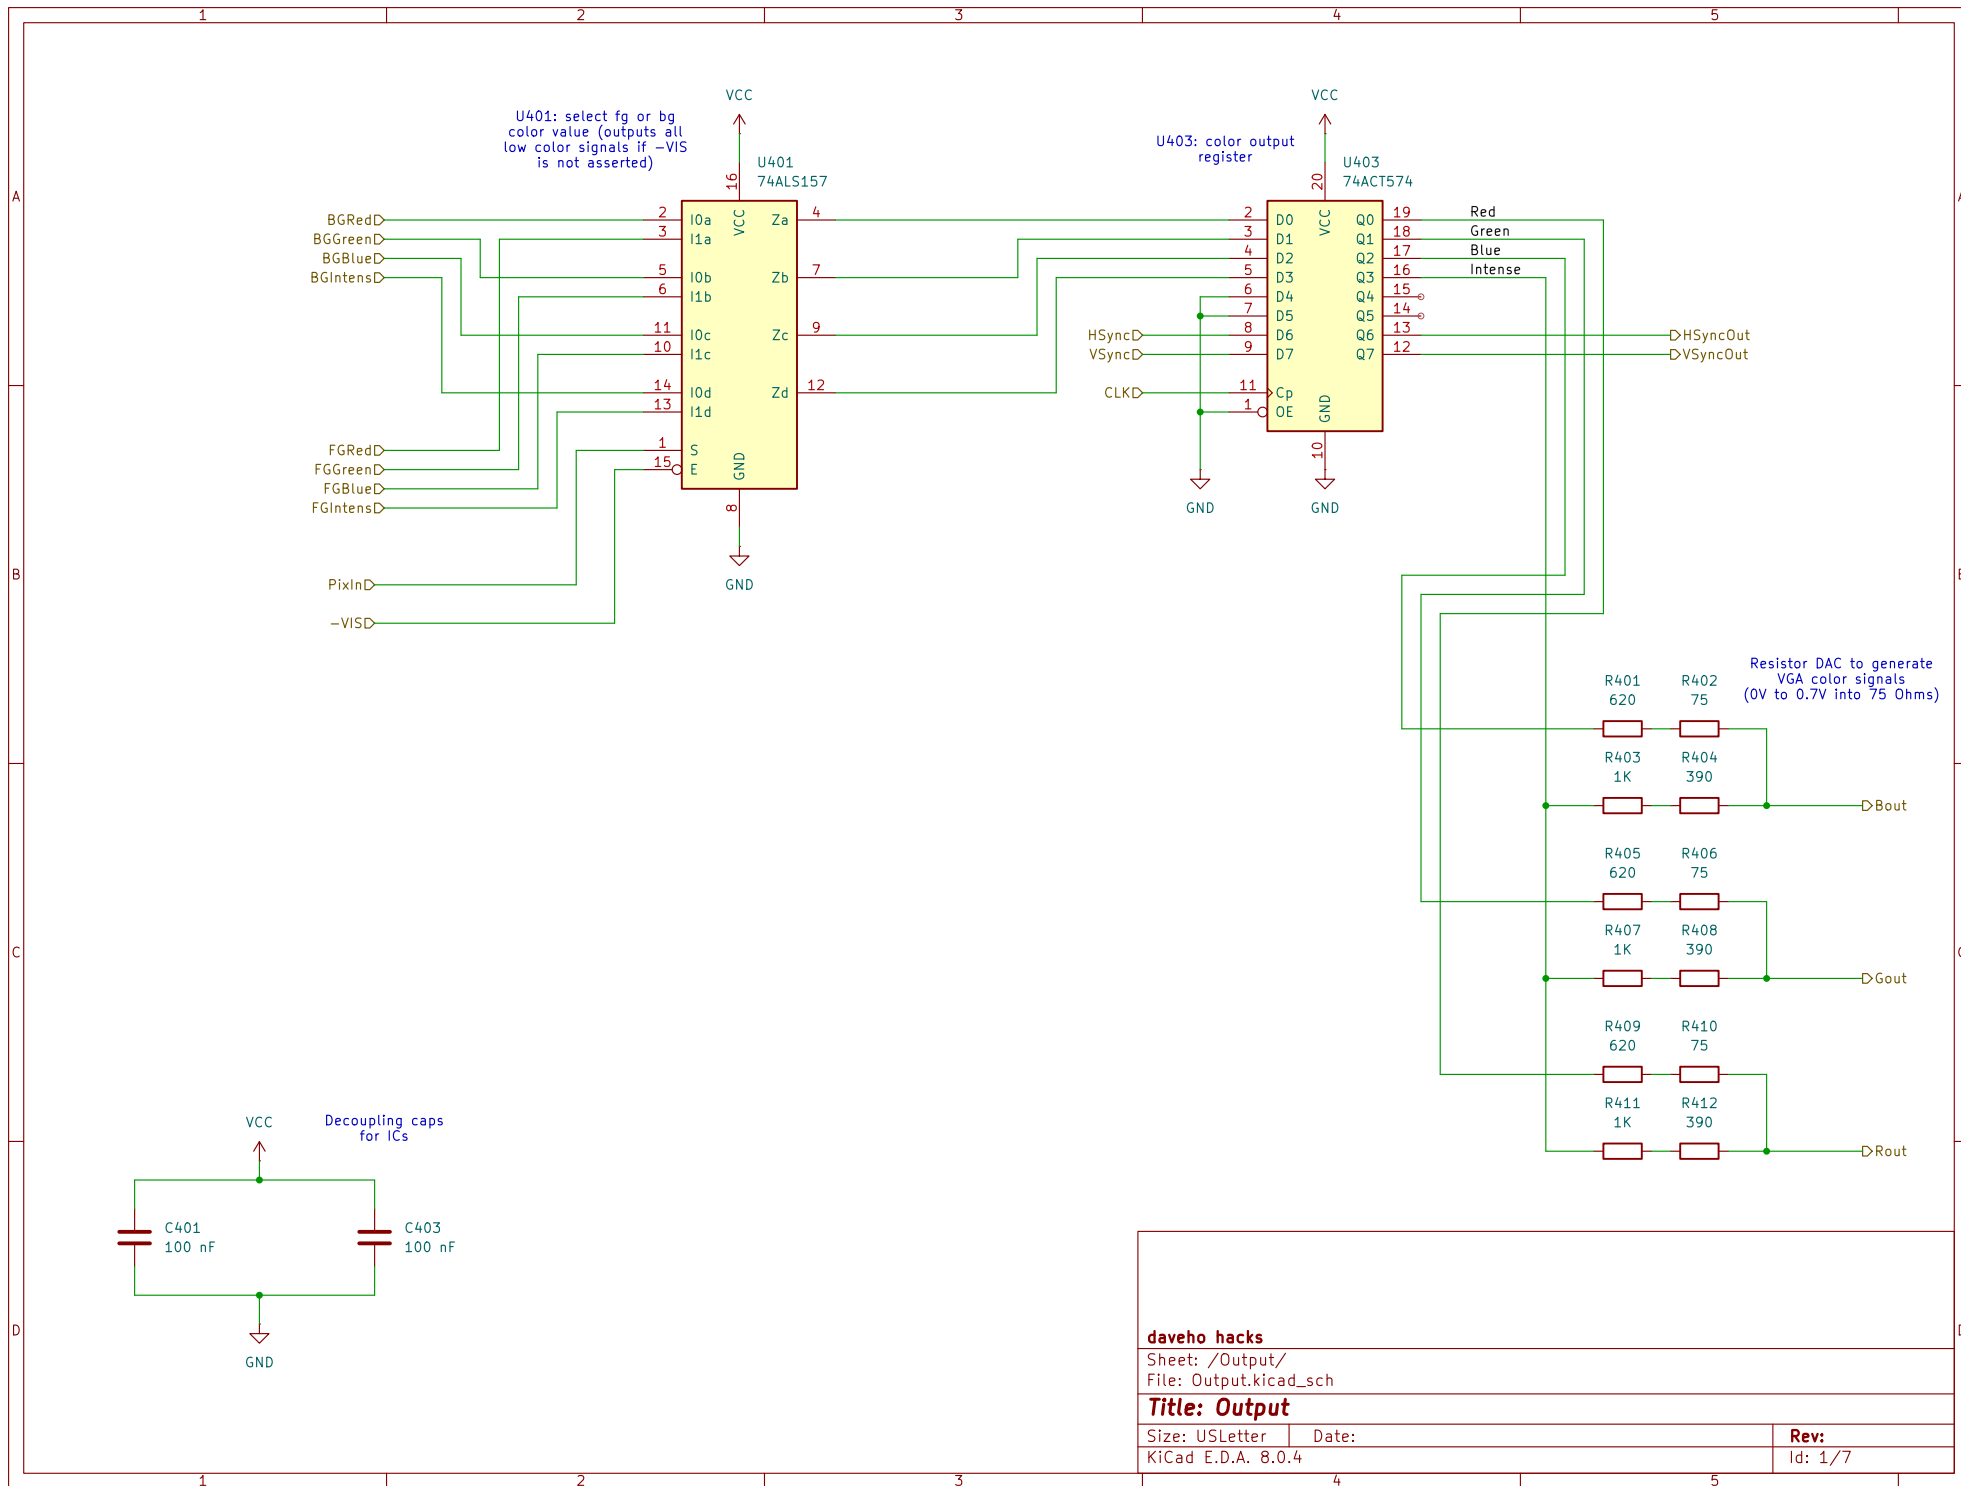 1
2
3
4
5
A
B
C
D
U401: select fg or bg
color value (outputs all
low color signals if -VIS
is not asserted)
VCC
U401
74ALS157
16
VCC
2
I0a
3
I1a
5
I0b
6
I1b
11
I0c
10
I1c
14
I0d
13
I1d
1
S
15
E
Za
4
Zb
7
Zc
9
Zd
12
GND
8
GND
BGRed
BGGreen
BGBlue
BGIntens
FGRed
FGGreen
FGBlue
FGIntens
PixIn
-VIS
U403: color output
register
VCC
U403
74ACT574
20
VCC
2
D0
3
D1
4
D2
5
D3
6
D4
7
D5
8
D6
9
D7
11
Cp
1
OE
Q0
19
Q1
18
Q2
17
Q3
16
Q4
15
Q5
14
Q6
13
Q7
12
GND
10
GND
GND
HSync
VSync
CLK
Red
Green
Blue
Intense
HSyncOut
VSyncOut
Resistor DAC to generate
VGA color signals
(0V to 0.7V into 75 Ohms)
R401
620
R402
75
R403
1K
R404
390
Bout
R405
620
R406
75
R407
1K
R408
390
Gout
R409
620
R410
75
R411
1K
R412
390
Rout
VCC
Decoupling caps
for ICs
C401
100 nF
C403
100 nF
GND
daveho hacks
Sheet: /Output/
File: Output.kicad_sch
Title: Output
Size: USLetter
Date:
Rev:
KiCad E.D.A. 8.0.4
Id: 1/7
1
2
3
4
5